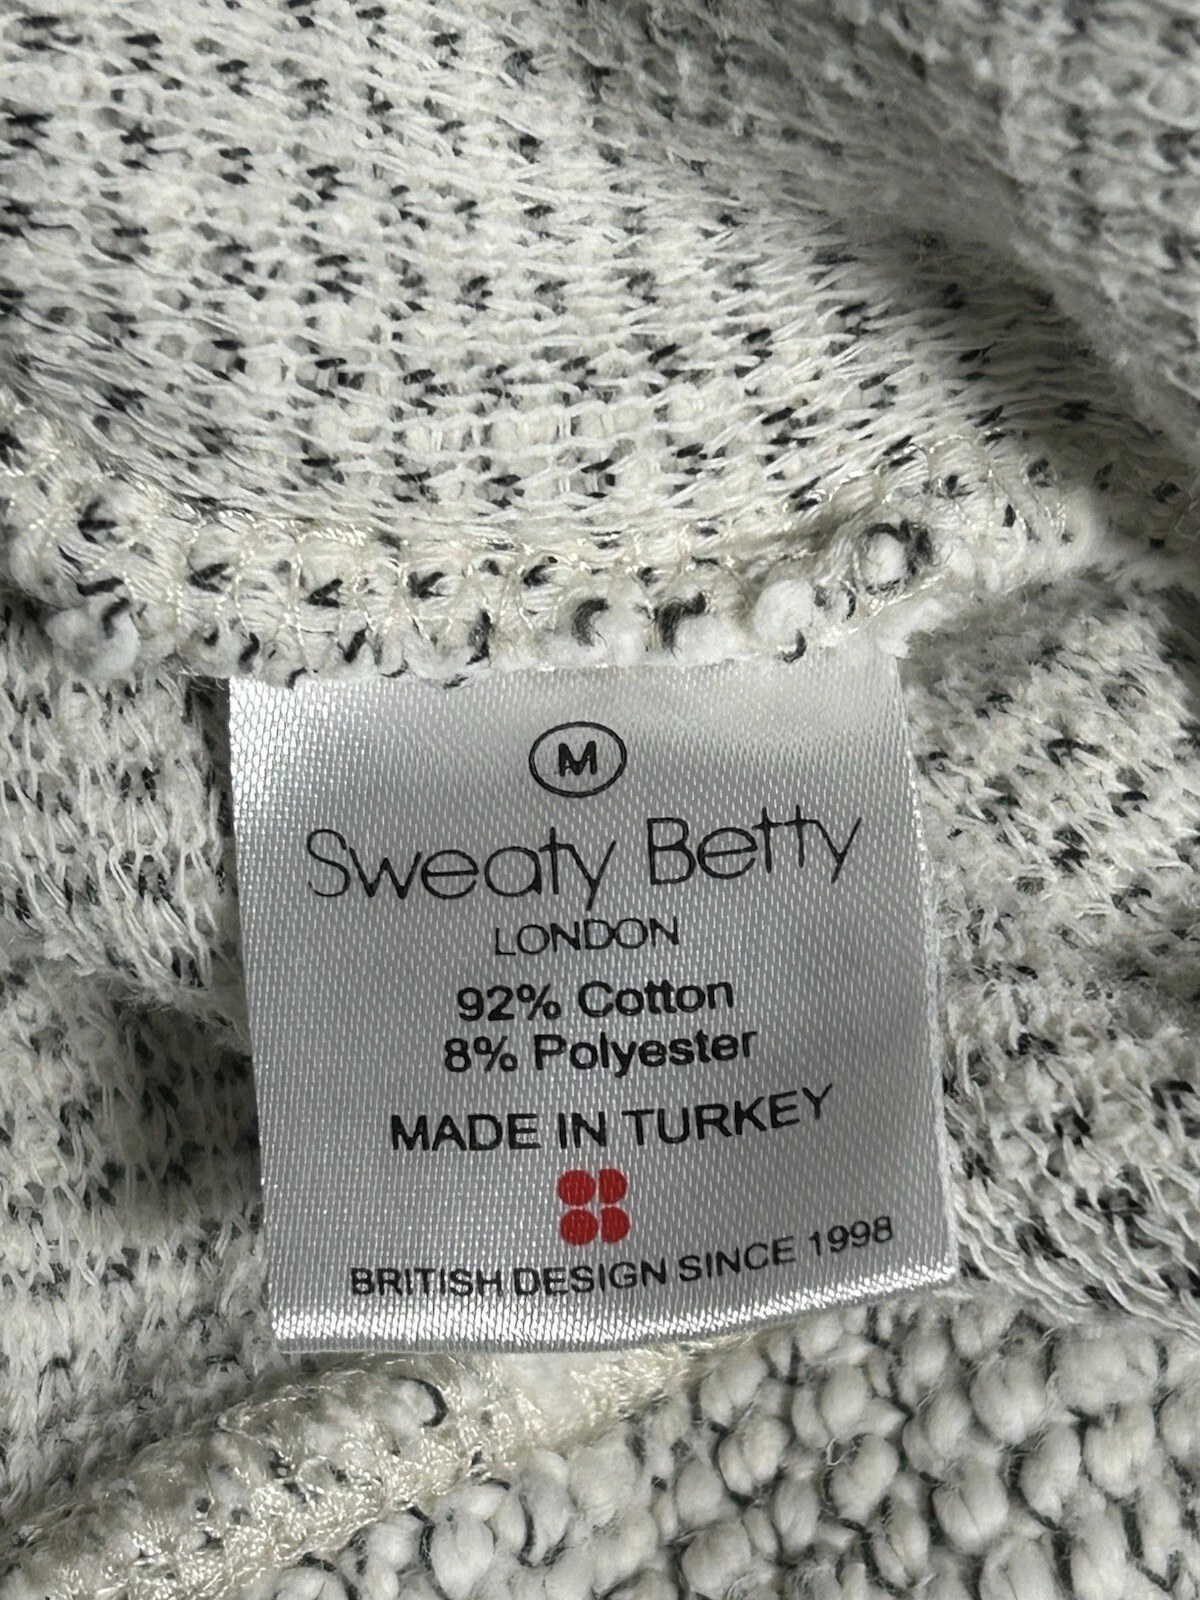 M
Sweaty Betty
LONDON
92% Cotton
8% Polyester
MADE IN TURKEY
BRITISH DESIGN SINCE 1998